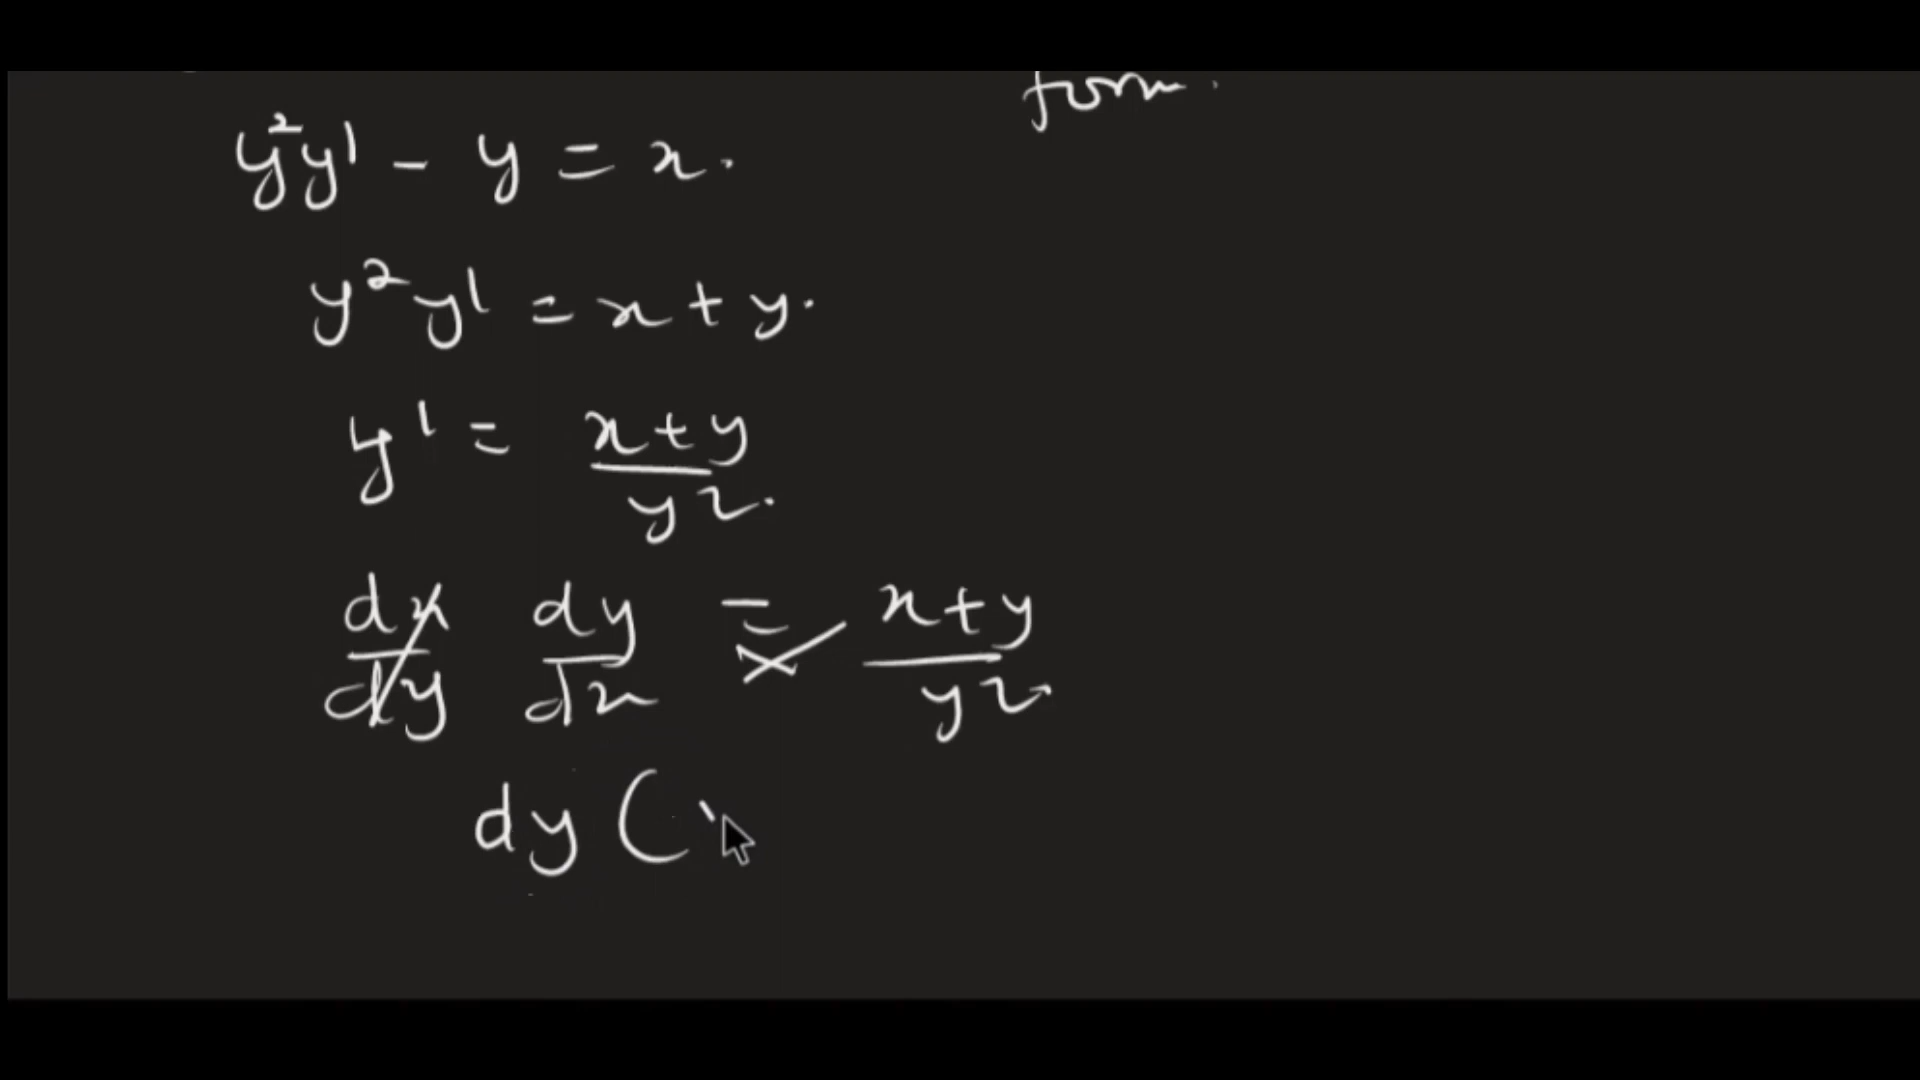 form.
y²y' - y = x.
y²y' = x + y.
y' = x+y / y².
dx/dy dy/dx = x+y / y²
dy (